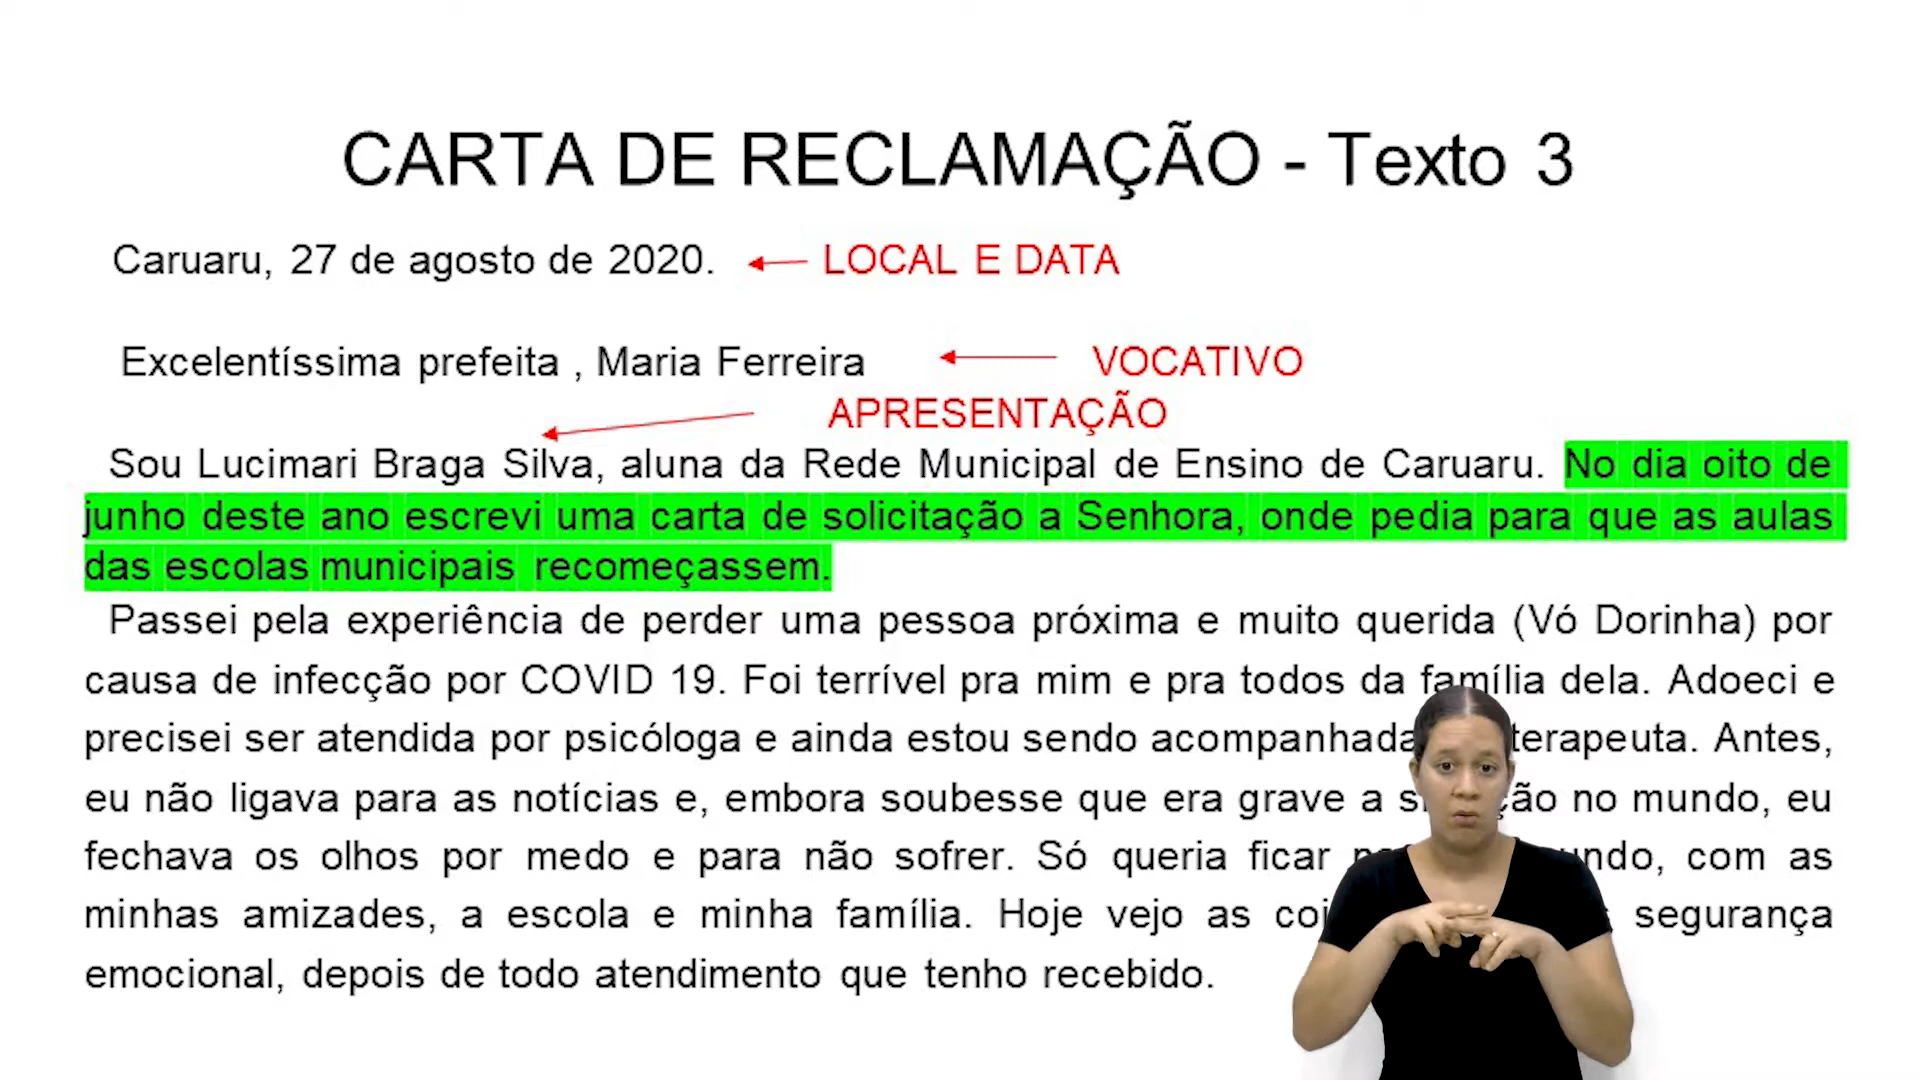 CARTA DE RECLAMAÇÃO - Texto 3
Caruaru, 27 de agosto de 2020. LOCAL E DATA
Excelentíssima prefeita , Maria Ferreira VOCATIVO
APRESENTAÇÃO
Sou Lucimari Braga Silva, aluna da Rede Municipal de Ensino de Caruaru. No dia oito de
junho deste ano escrevi uma carta de solicitação a Senhora, onde pedia para que as aulas
das escolas municipais recomeçassem.
Passei pela experiência de perder uma pessoa próxima e muito querida (Vó Dorinha) por
causa de infecção por COVID 19. Foi terrível pra mim e pra todos da família dela. Adoeci e
precisei ser atendida por psicóloga e ainda estou sendo acompanhada terapeuta. Antes,
eu não ligava para as notícias e, embora soubesse que era grave a no mundo, eu
fechava os olhos por medo e para não sofrer. Só queria ficar com as
minhas amizades, a escola e minha família. Hoje vejo as segurança
emocional, depois de todo atendimento que tenho recebido.